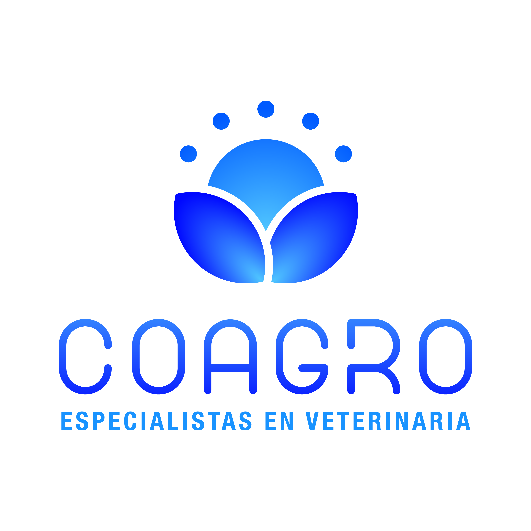 COAGRO
ESPECIALISTAS EN VETERINARIA